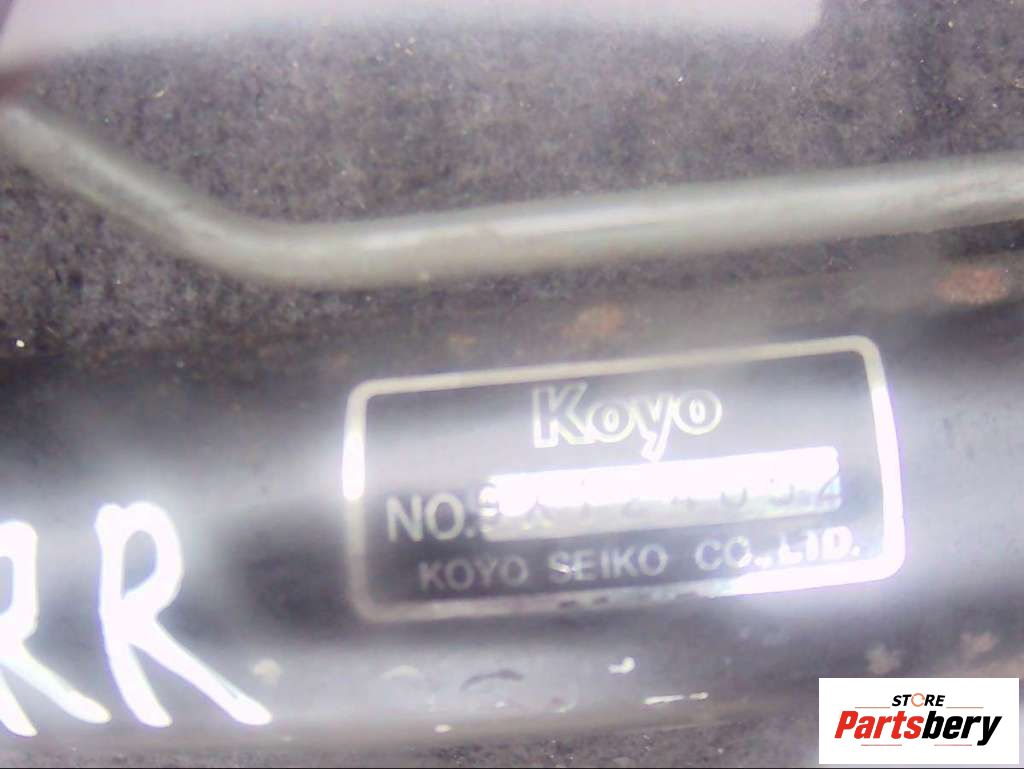 Koyo
NO.
KOYO SEIKO CO.,LTD.
RR
STORE
Partsbery